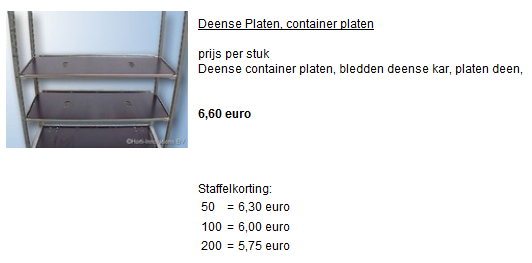 Deense Platen, container platen
prijs per stuk
Deense container platen, bledden deense kar, platen deen,
6,60 euro
Staffelkorting:
50 = 6,30 euro
100 = 6,00 euro
200 = 5,75 euro